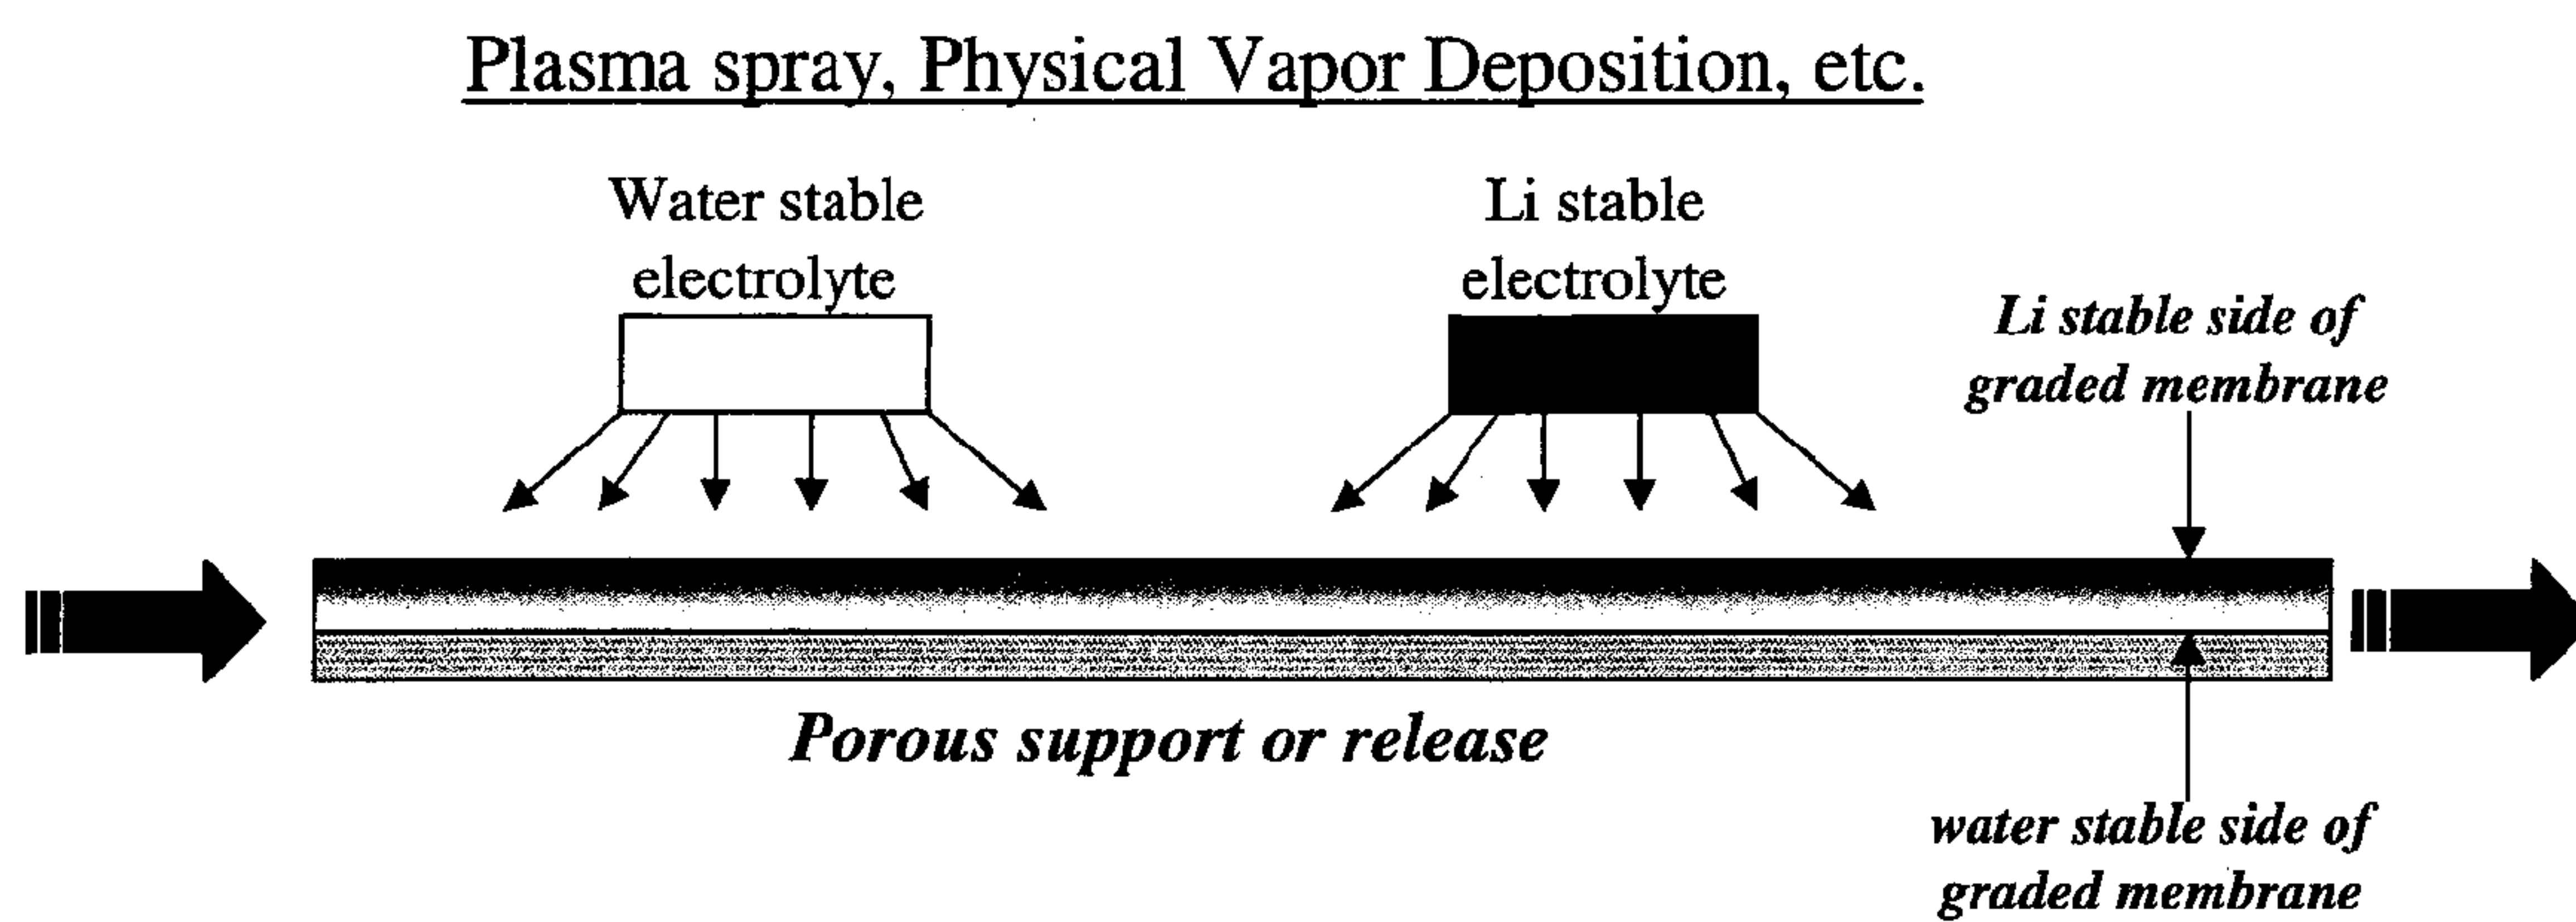 Plasma spray, Physical Vapor Deposition, etc.
Water stable
electrolyte
Li stable
electrolyte
Li stable side of
graded membrane
Porous support or release
water stable side of
graded membrane